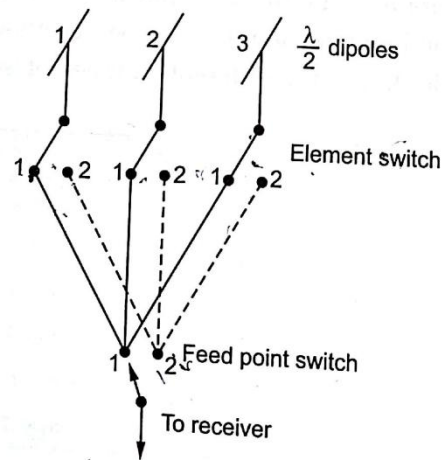 1 2 3 λ/2 dipoles
Element switch
1 2 1 2 1 2
1 2 Feed point switch
To receiver